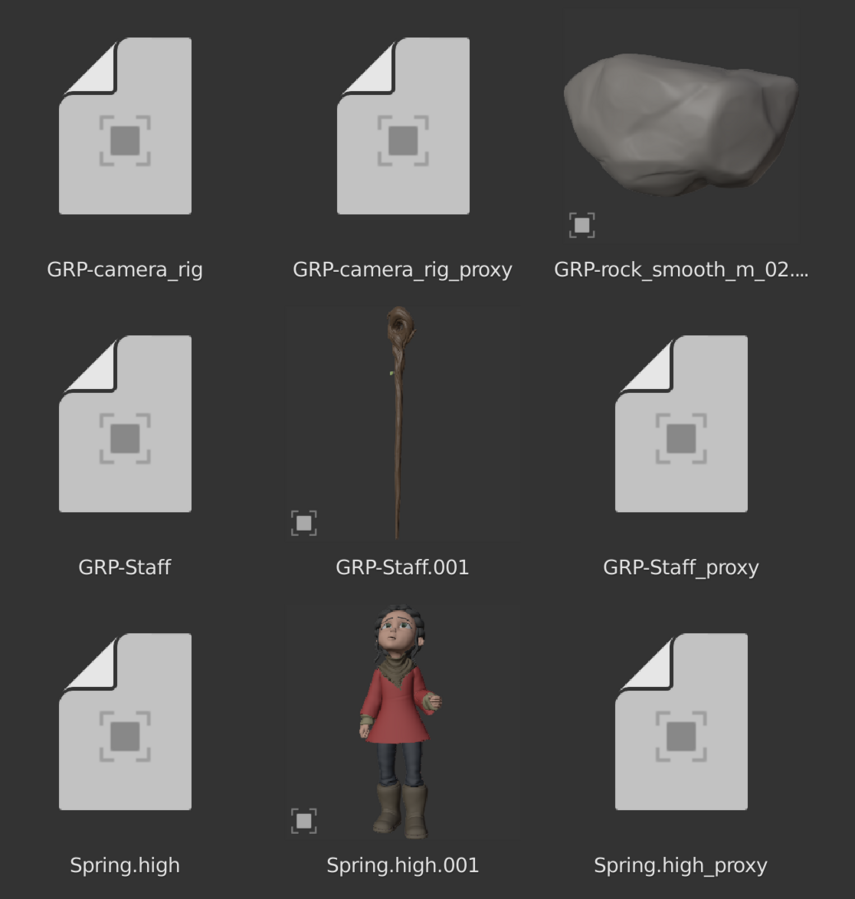 GRP-camera_rig
GRP-camera_rig_proxy
GRP-rock_smooth_m_02....
GRP-Staff
GRP-Staff.001
GRP-Staff_proxy
Spring.high
Spring.high.001
Spring.high_proxy